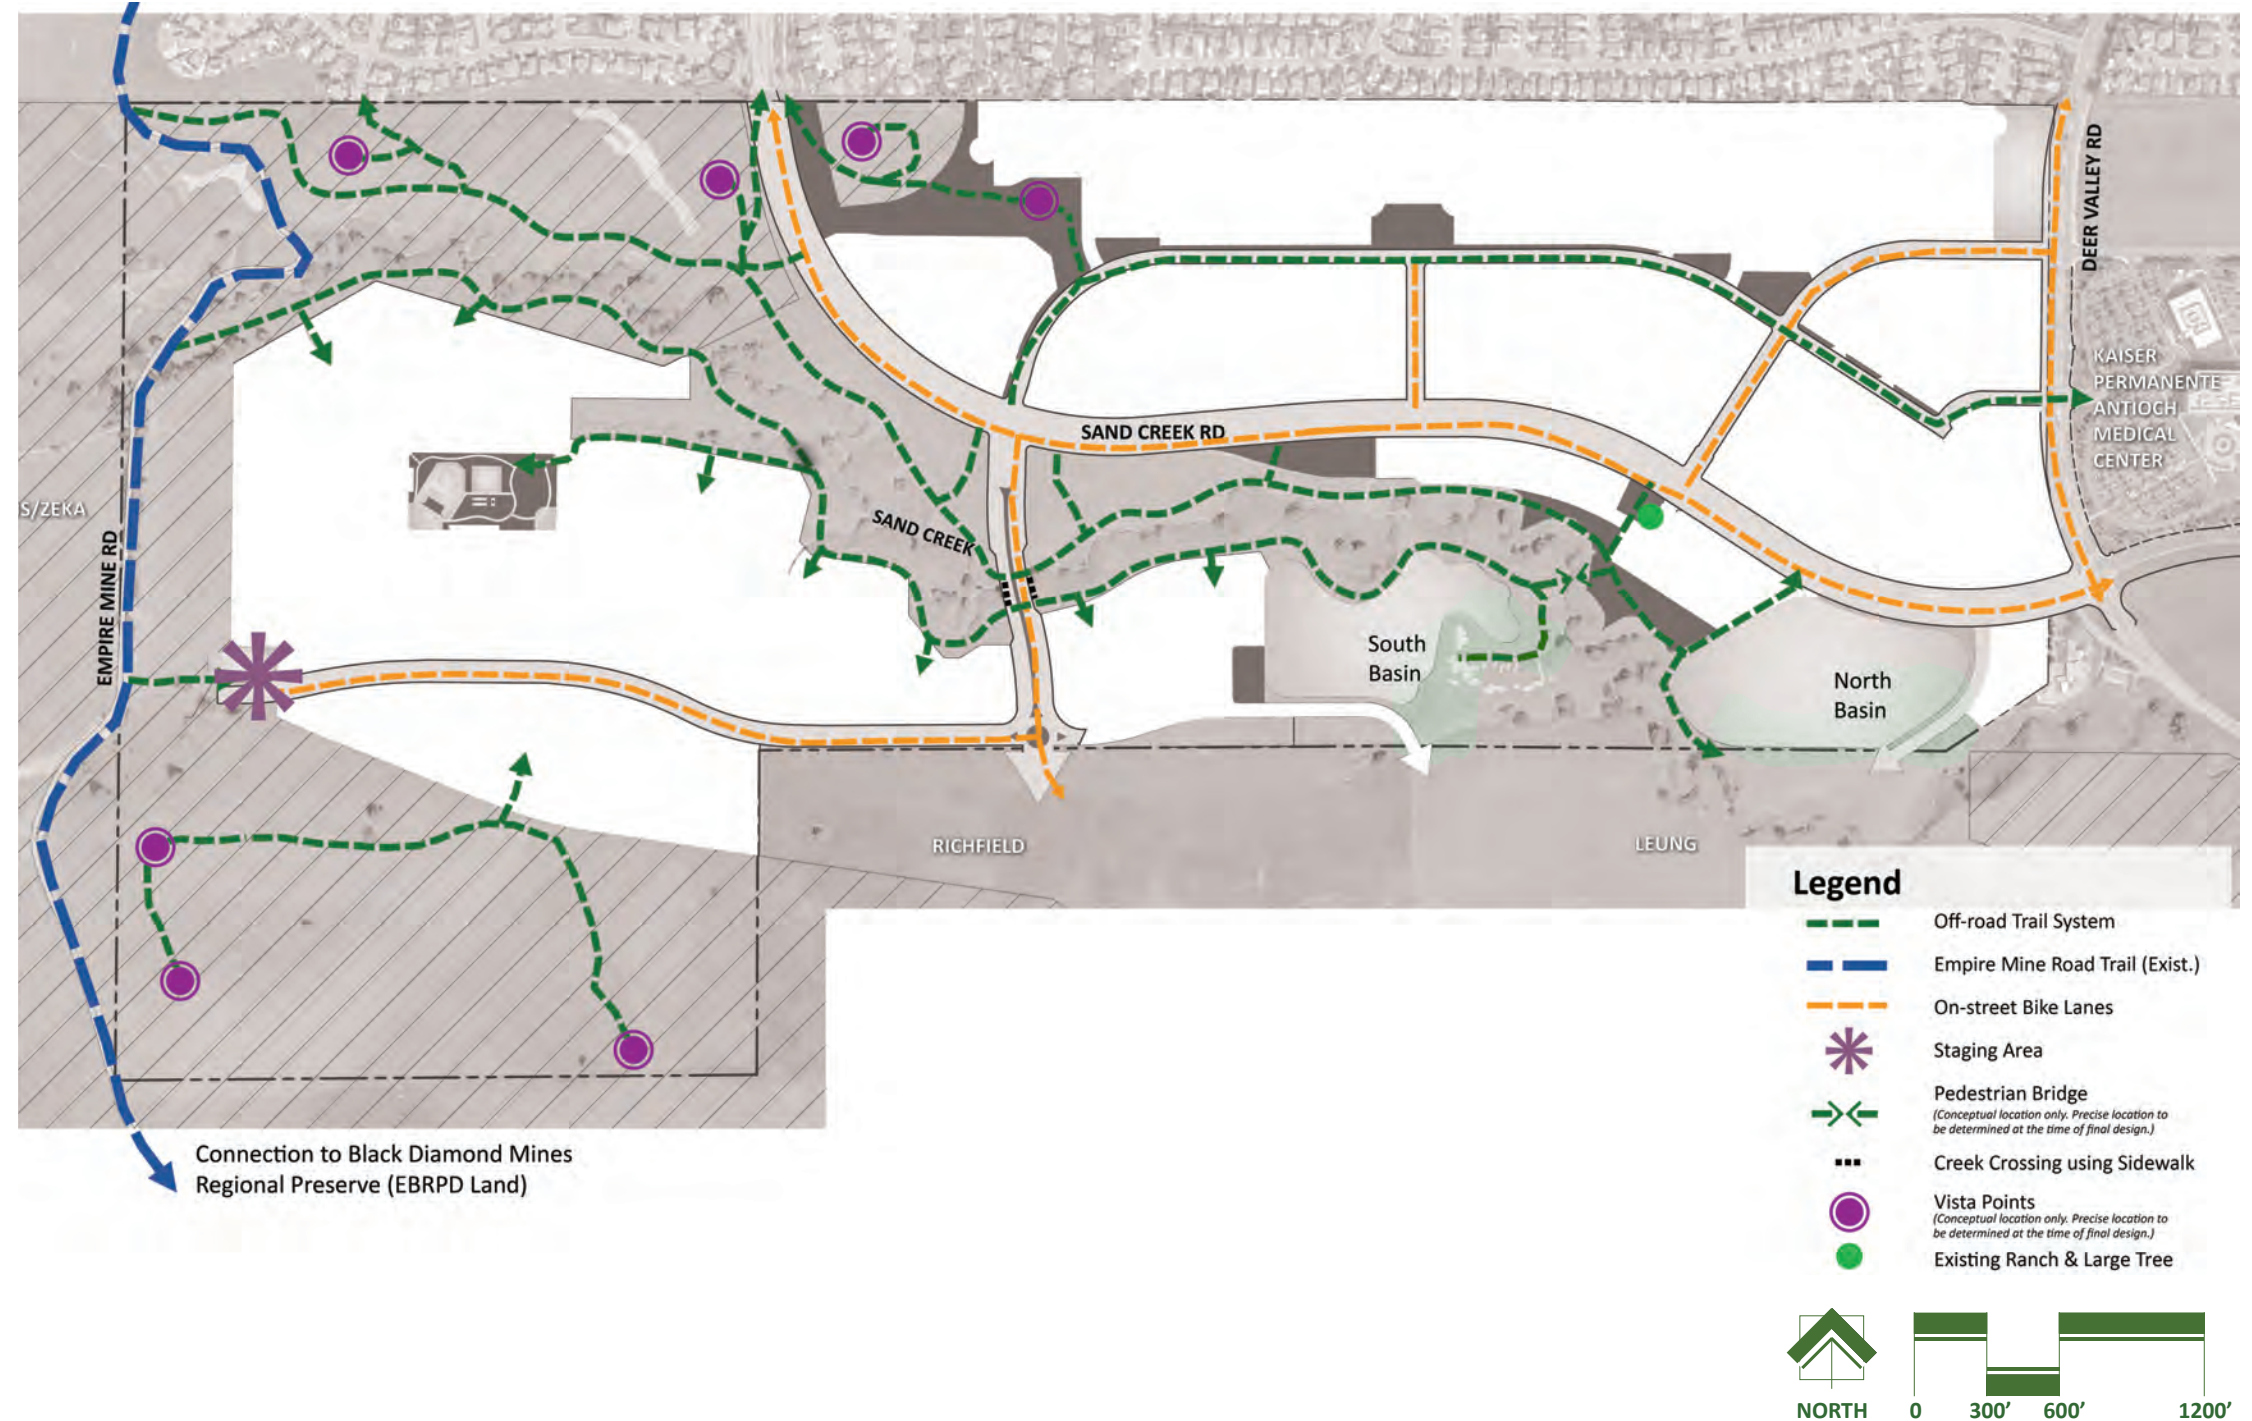 DEER VALLEY RD
KAISER
PERMANENTE
ANTIOCH
MEDICAL
CENTER
SAND CREEK RD
SAND CREEK
S/ZEKA
EMPIRE MINE RD
South
Basin
North
Basin
RICHFIELD
LEUNG
Legend
Off-road Trail System
Empire Mine Road Trail (Exist.)
On-street Bike Lanes
Staging Area
Pedestrian Bridge
(Conceptual location only. Precise location to
be determined at the time of final design.)
Creek Crossing using Sidewalk
Vista Points
(Conceptual location only. Precise location to
be determined at the time of final design.)
Existing Ranch & Large Tree
Connection to Black Diamond Mines
Regional Preserve (EBRPD Land)
NORTH 0 300' 600' 1200'